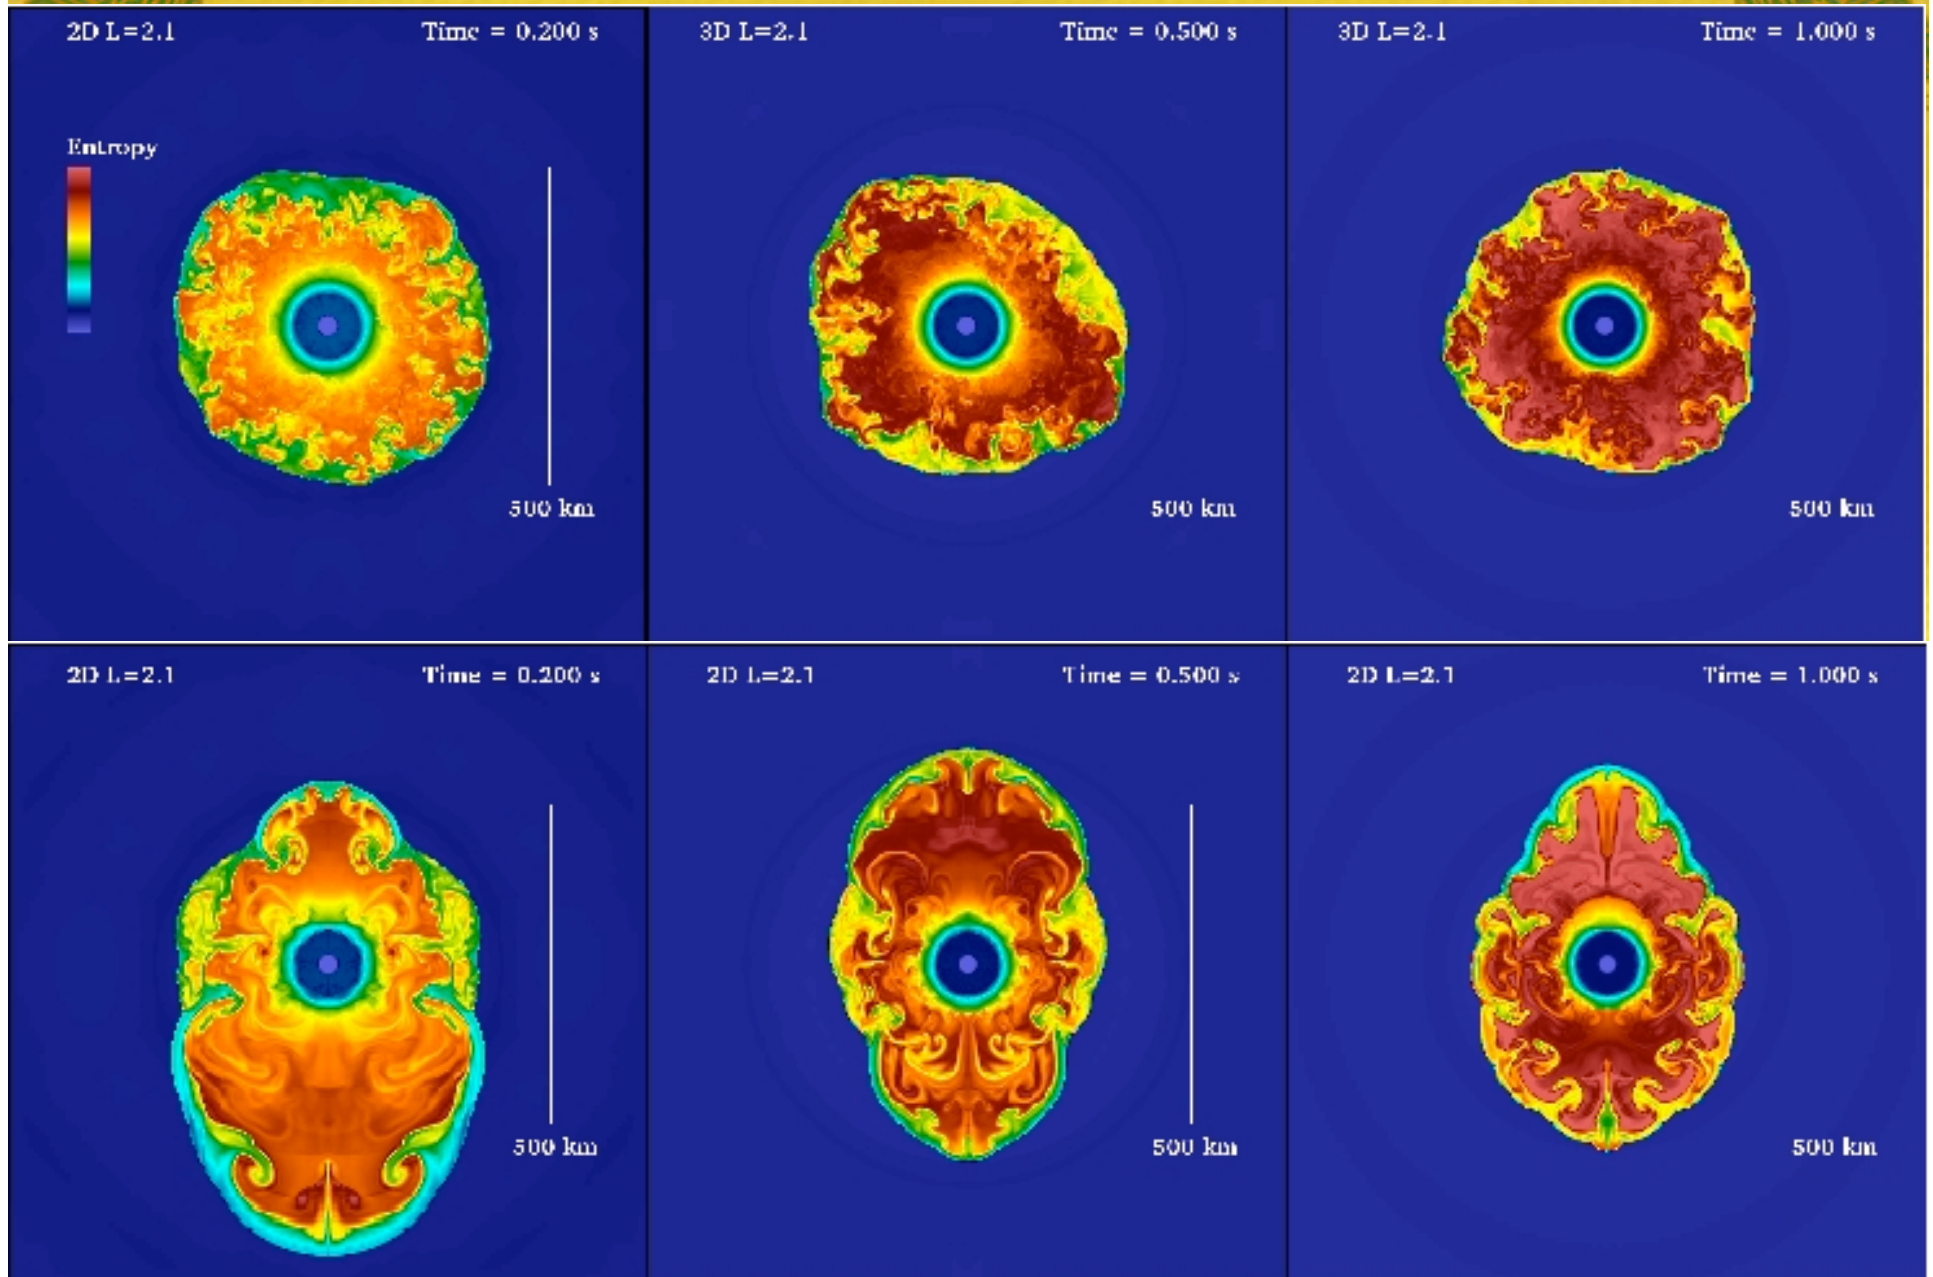 2D L=2.1 Time = 0.200 s
3D L=2.1 Time = 0.500 s
3D L=2.1 Time = 1.000 s
Entropy
500 km
500 km
500 km
2D L=2.1 Time = 0.200 s
2D L=2.1 Time = 0.500 s
2D L=2.1 Time = 1.000 s
500 km
500 km
500 km